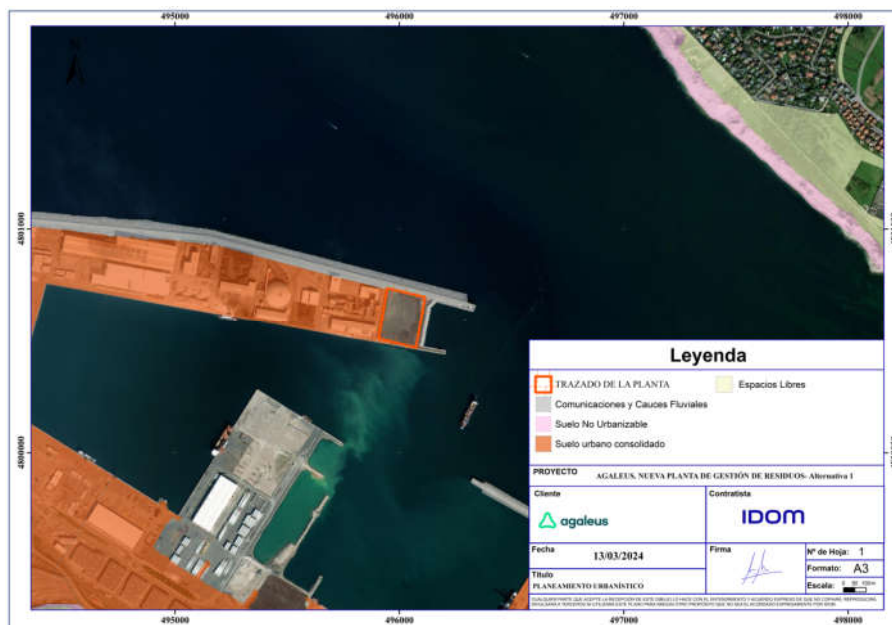 495000 496000 497000 498000
N
4801000
4800000
Leyenda
TRAZADO DE LA PLANTA
Espacios Libres
Comunicaciones y Cauces Fluviales
Suelo No Urbanizable
Suelo urbano consolidado
PROYECTO
AGALEUS, NUEVA PLANTA DE GESTIÓN DE RESIDUOS- Alternativa 1
Cliente
agaleus
Contratista
IDOM
Fecha
13/03/2024
Firma
Nº de Hoja: 1
Formato: A3
Título
PLANEAMIENTO URBANÍSTICO
Escala:
495000 496000 497000 498000